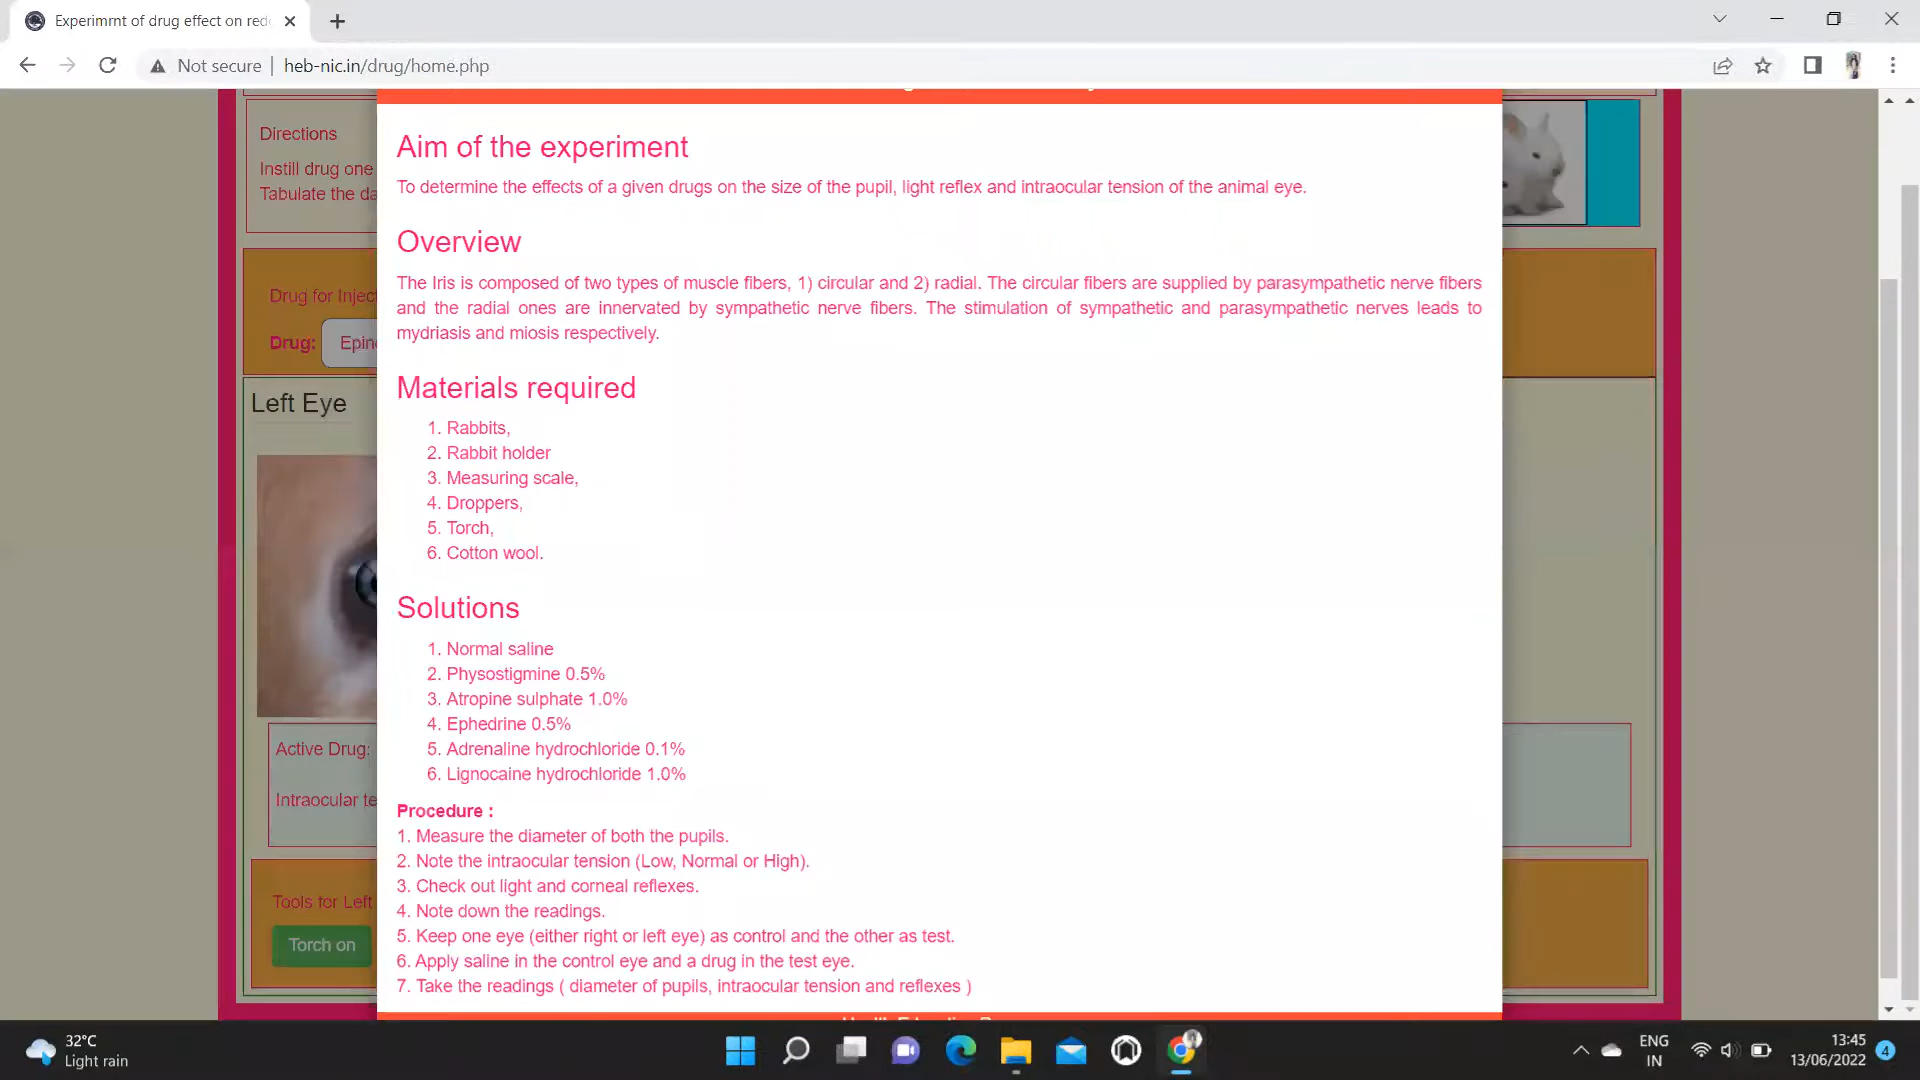 Experimrnt of drug effect on red
Not secure | heb-nic.in/drug/home.php
Directions
Instill drug one
Tabulate the da
Drug for Inject
Drug: Epin
Left Eye
Active Drug:
Intraocular te
Tools for Left
Torch on
Aim of the experiment
To determine the effects of a given drugs on the size of the pupil, light reflex and intraocular tension of the animal eye.
Overview
The Iris is composed of two types of muscle fibers, 1) circular and 2) radial. The circular fibers are supplied by parasympathetic nerve fibers
and the radial ones are innervated by sympathetic nerve fibers. The stimulation of sympathetic and parasympathetic nerves leads to
mydriasis and miosis respectively.
Materials required
1. Rabbits,
2. Rabbit holder
3. Measuring scale,
4. Droppers,
5. Torch,
6. Cotton wool.
Solutions
1. Normal saline
2. Physostigmine 0.5%
3. Atropine sulphate 1.0%
4. Ephedrine 0.5%
5. Adrenaline hydrochloride 0.1%
6. Lignocaine hydrochloride 1.0%
Procedure :
1. Measure the diameter of both the pupils.
2. Note the intraocular tension (Low, Normal or High).
3. Check out light and corneal reflexes.
4. Note down the readings.
5. Keep one eye (either right or left eye) as control and the other as test.
6. Apply saline in the control eye and a drug in the test eye.
7. Take the readings ( diameter of pupils, intraocular tension and reflexes )
32°C
Light rain
ENG
IN
13:45
13/06/2022
4